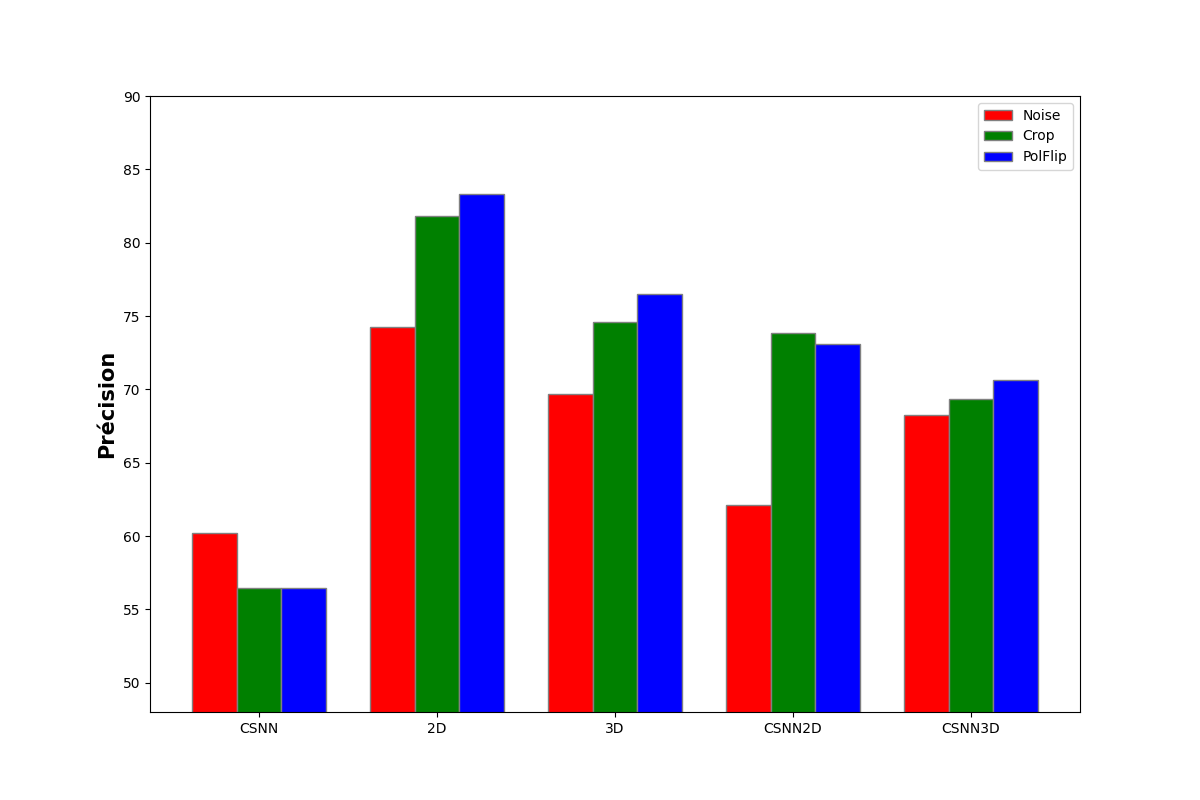 90
85
80
75
70
65
60
55
50
Précision
Noise
Crop
PolFlip
CSNN
2D
3D
CSNN2D
CSNN3D